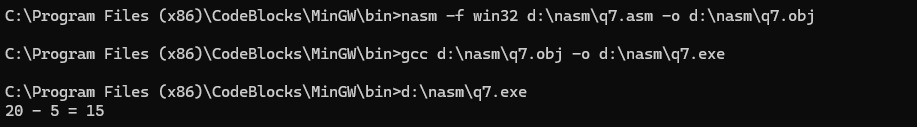 C:\Program Files (x86)\CodeBlocks\MinGW\bin>nasm -f win32 d:\nasm\q7.asm -o d:\nasm\q7.obj
C:\Program Files (x86)\CodeBlocks\MinGW\bin>gcc d:\nasm\q7.obj -o d:\nasm\q7.exe
C:\Program Files (x86)\CodeBlocks\MinGW\bin>d:\nasm\q7.exe
20 - 5 = 15